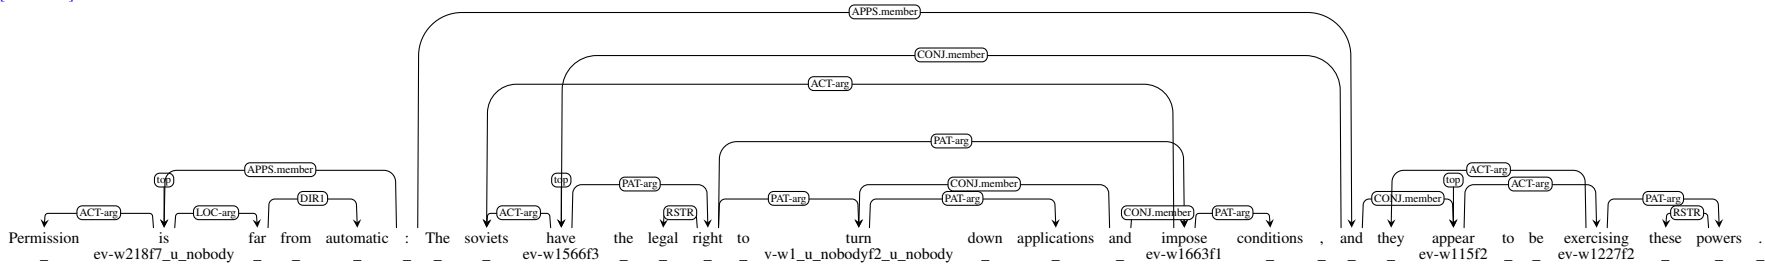 APPS.member
CONJ.member
ACT-arg
PAT-arg
APPS.member ACT-arg
top top PAT-arg CONJ.member top ACT-arg
DIR1 PAT-arg PAT-arg CONJ.member PAT-arg
ACT-arg LOC-arg ACT-arg RSTR CONJ.member PAT-arg RSTR
Permission is far from automatic : The soviets have the legal right to turn down applications and impose conditions , and they appear to be exercising these powers .
_ ev-w218f7_u_nobody _ _ _ _ _ _ ev-w1566f3 _ _ _ _ v-w1_u_nobodyf2_u_nobody _ _ _ ev-w1663f1 _ _ _ _ ev-w115f2 _ _ ev-w1227f2 _ _ _